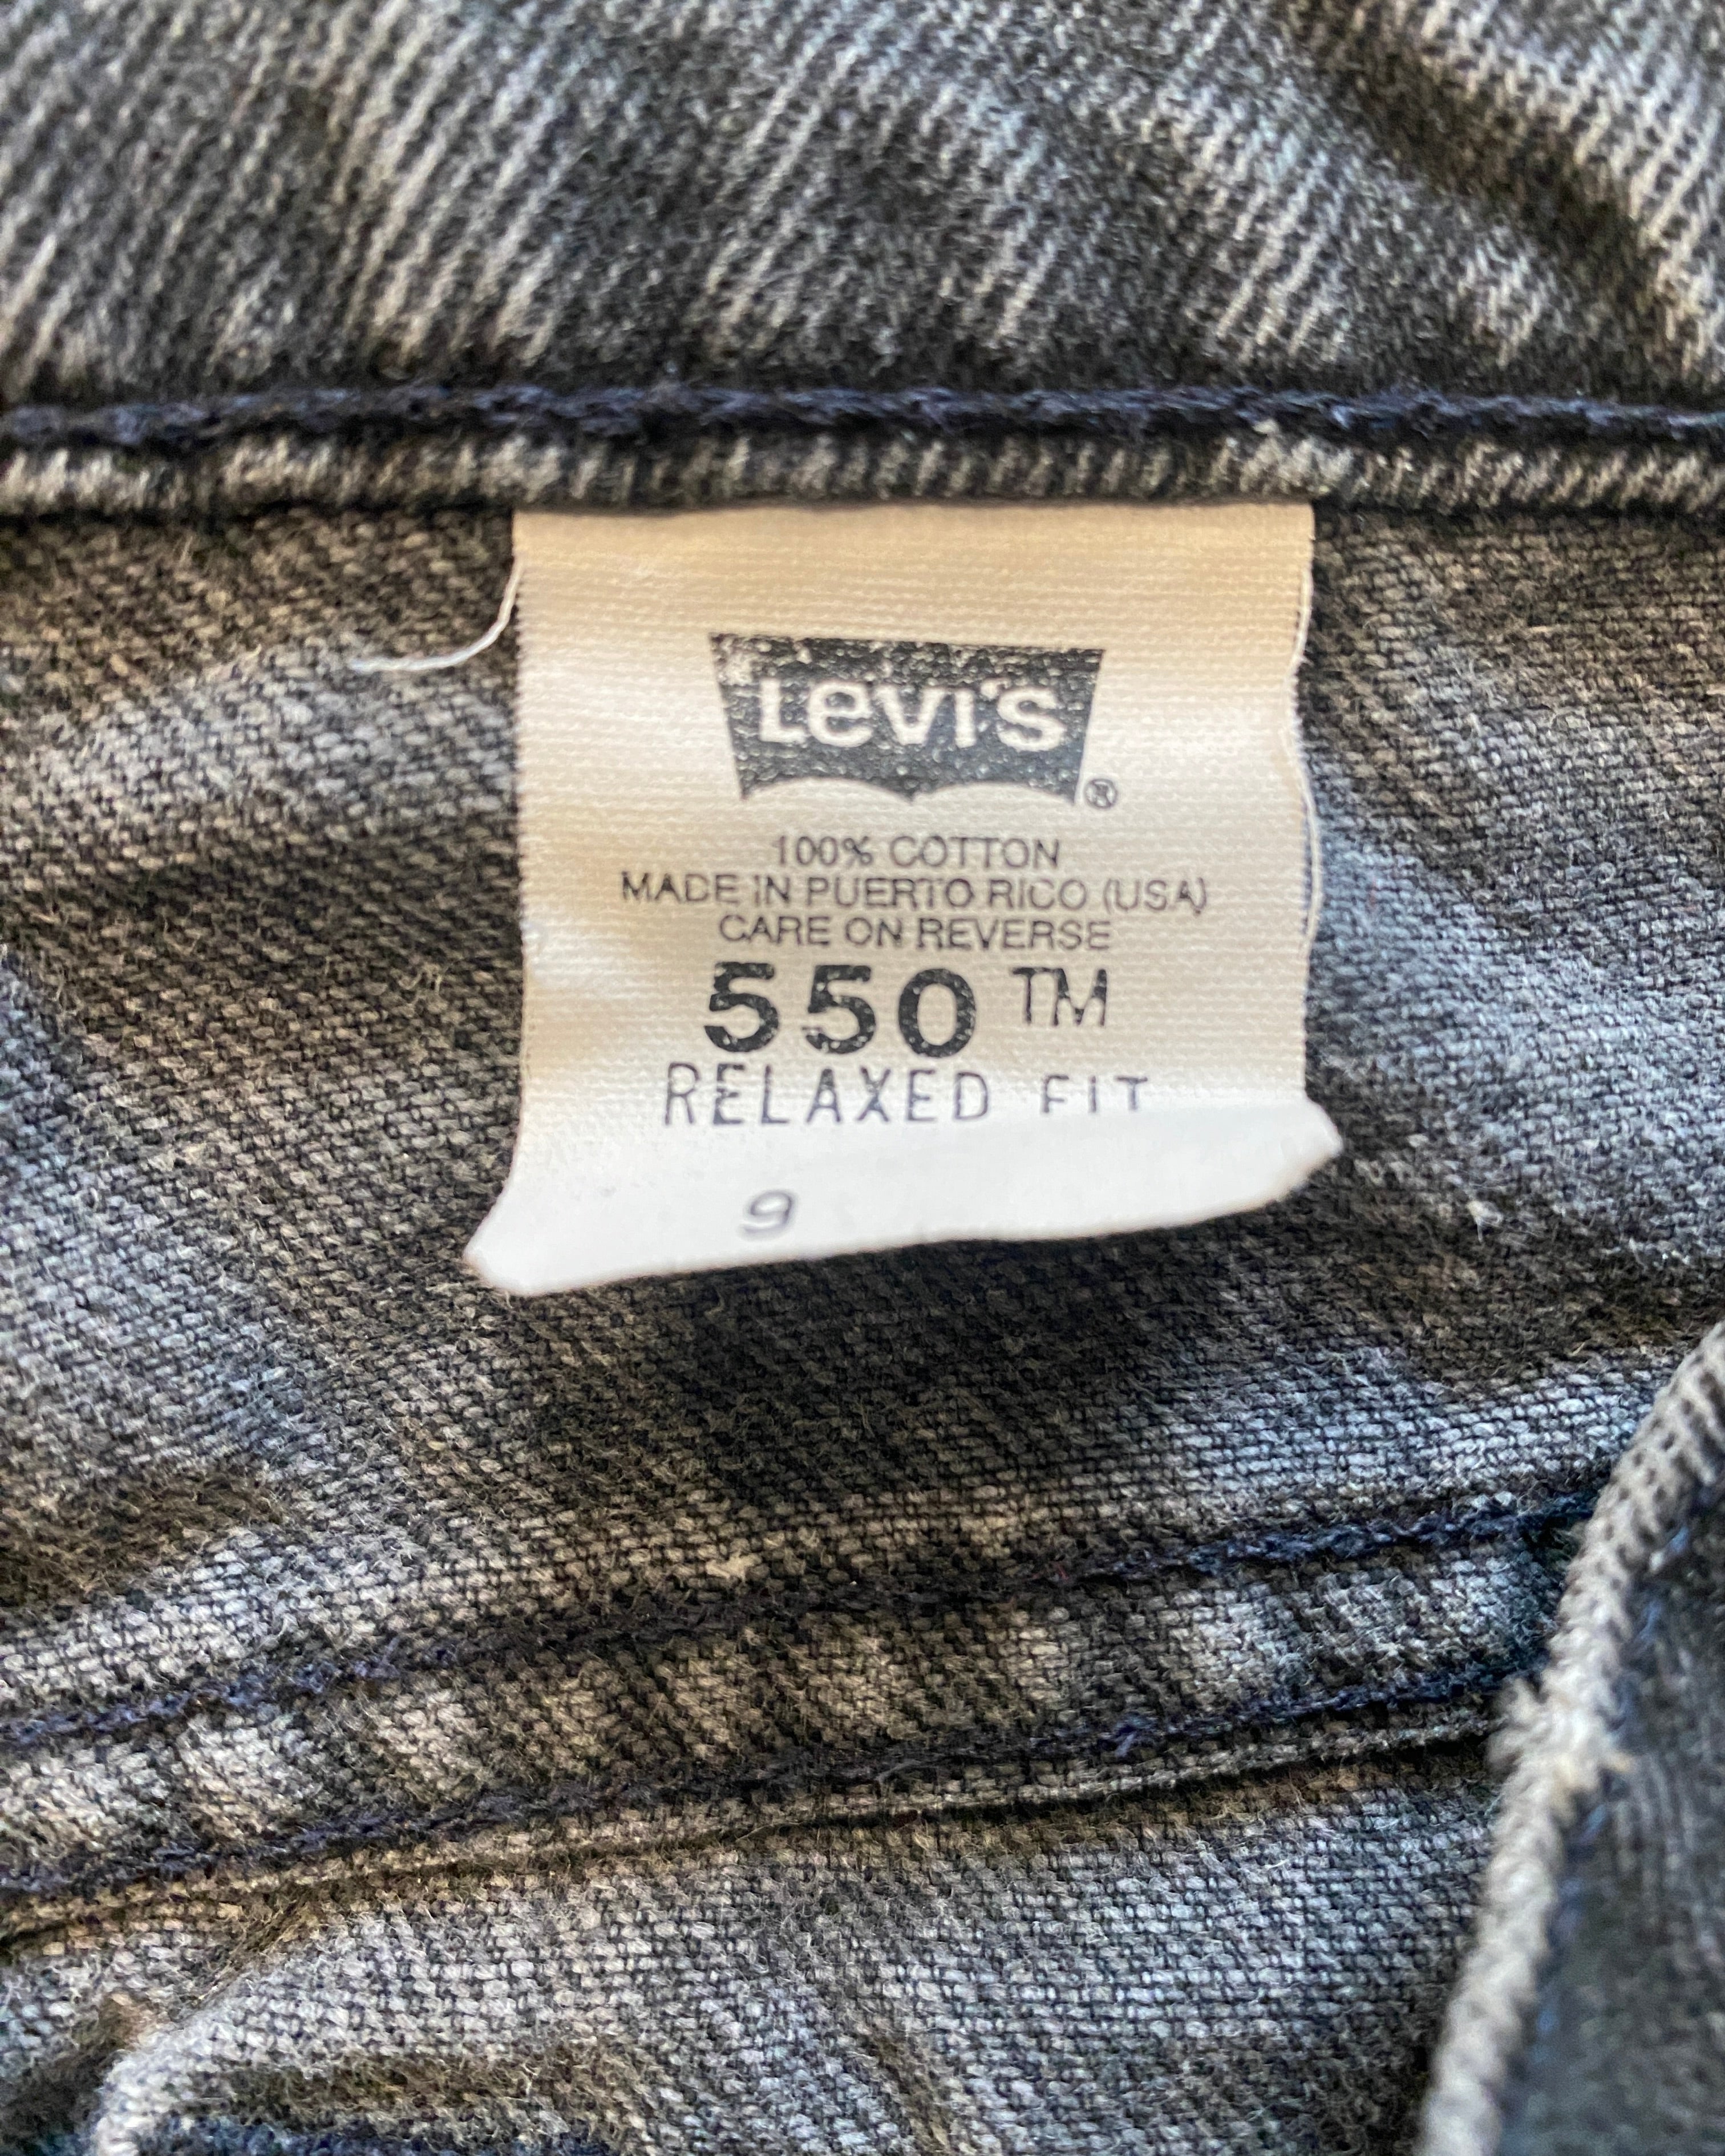 Levi's ®
100% COTTON
MADE IN PUERTO RICO (USA)
CARE ON REVERSE
550 TM
RELAXED FIT
9